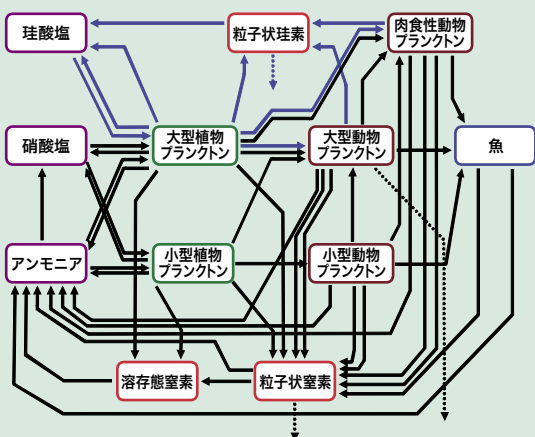 珪酸塩
粒子状珪素
肉食性動物
プランクトン
硝酸塩
大型植物
プランクトン
大型動物
プランクトン
魚
アンモニア
小型植物
プランクトン
小型動物
プランクトン
溶存態窒素
粒子状窒素